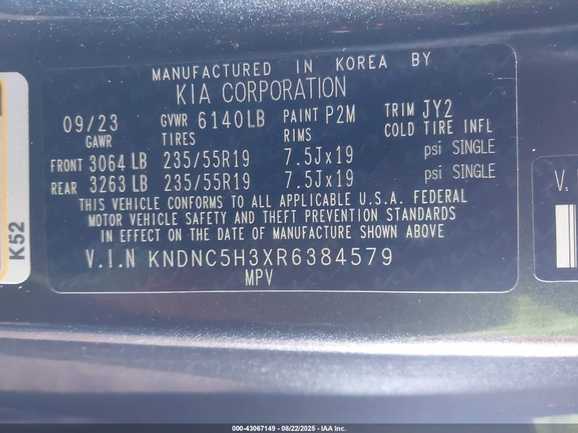 MANUFACTURED IN KOREA BY
KIA CORPORATION
09/23 GVWR 6140LB PAINT P2M TRIM JY2
GAWR TIRES RIMS COLD TIRE INFL
FRONT 3064 LB 235/55R19 7.5Jx19 psi SINGLE
REAR 3263 LB 235/55R19 7.5Jx19 psi SINGLE
THIS VEHICLE CONFORMS TO ALL APPLICABLE U.S.A. FEDERAL
MOTOR VEHICLE SAFETY AND THEFT PREVENTION STANDARDS
IN EFFECT ON THE DATE OF MANUFACTURE SHOWN ABOVE
V.I.N KNDNC5H3XR6384579
MPV
K52
V.
000-43067149 - 08/22/2025 - IAA Inc.